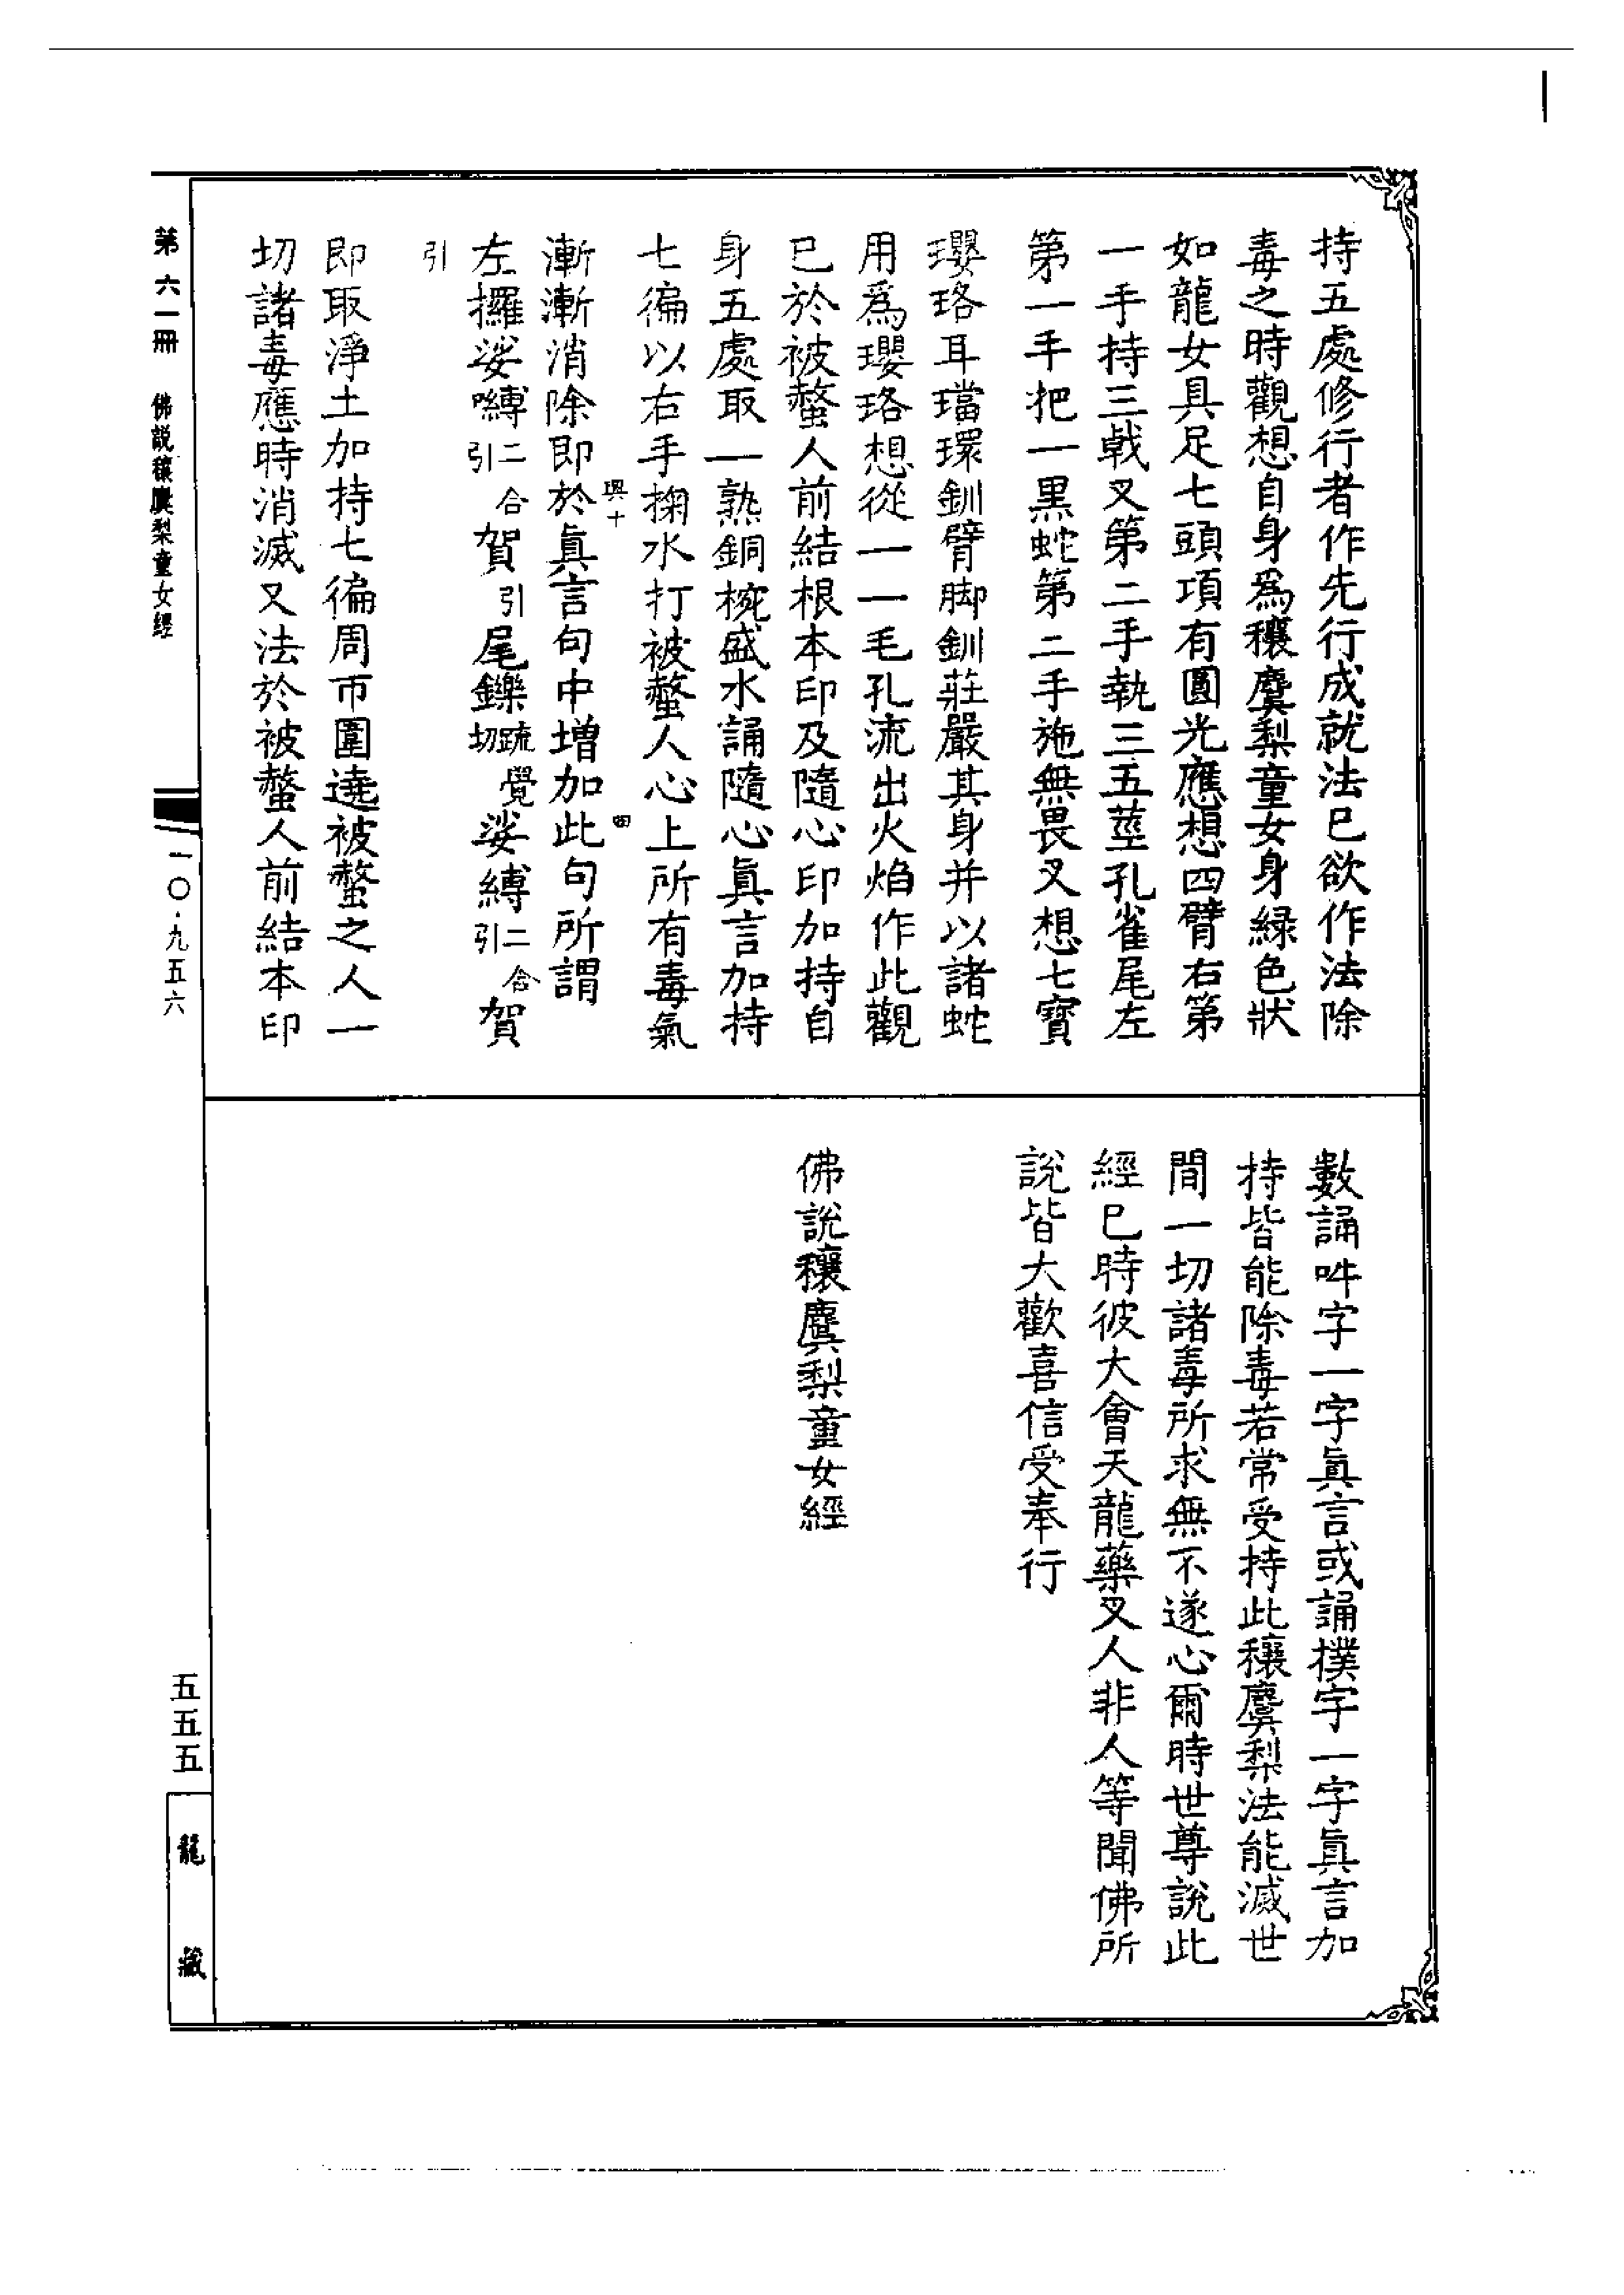 持五處修行者作先行成就法已欲作法除
毒之時觀想自身爲穰麌梨童女身緑色狀
如龍女具足七頭項有圓光應想四臂右第
一手持三戟叉第二手執三五莖孔雀尾左
第一手把一黑蛇第二手施無畏又想七寶
瓔珞耳璫環釧臂脚釧莊嚴其身并以諸蛇
用爲瓔珞想從一一毛孔流出火焰作此觀
已於被螫人前結根本印及隨心印加持自
身五處取一熟銅椀盛水誦隨心眞言加持
七徧以右手掬水打被螫人心上所有毒氣
興十
漸漸消除即於眞言句中增加此句所謂
左攞娑嚩二合引賀引尾鑠疏覺切娑縛二合引賀
引
即取淨土加持七徧周帀圍遶被螫之人一
切諸毒應時消滅又法於被螫人前結本印
數誦吽字一字眞言或誦撲字一字眞言加
持皆能除毒若常受持此穰麌梨法能滅世
間一切諸毒所求無不遂心爾時世尊說此
經已時彼大會天龍藥叉人非人等聞佛所
說皆大歡喜信受奉行
佛說穰麌梨童女經
第六一冊 佛説穰麌梨童女經
一〇·九五六
五五五
龍藏